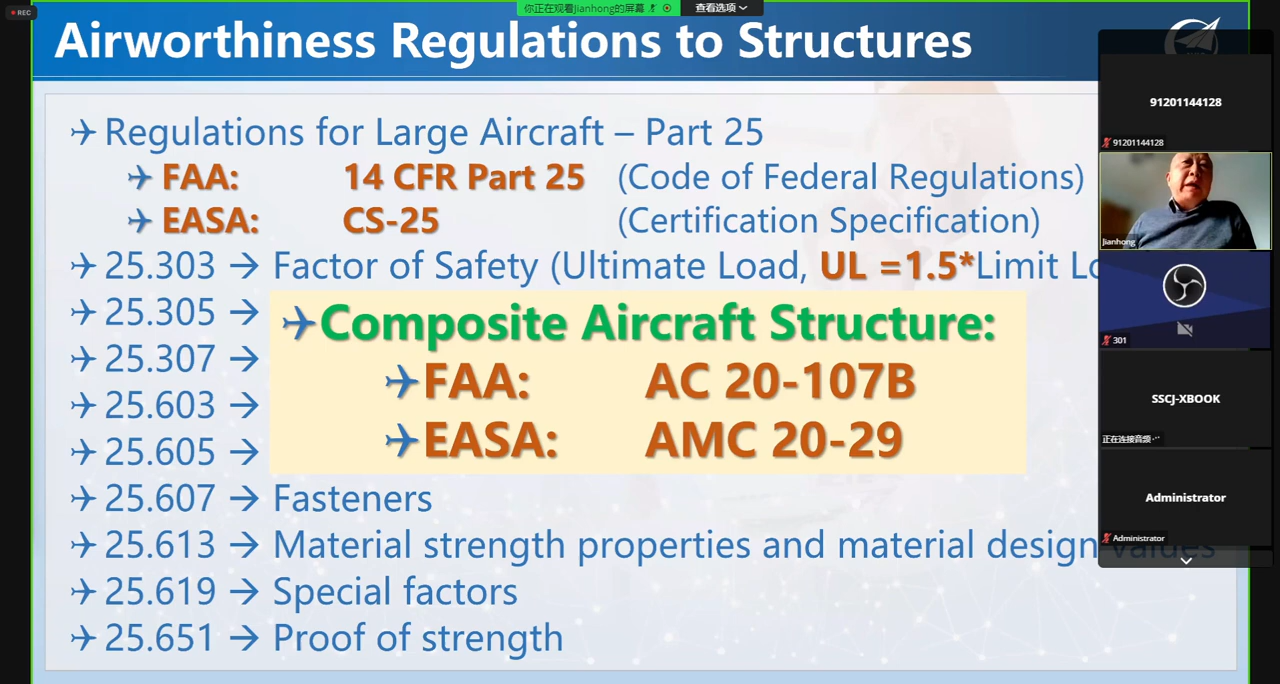 REC
你正在观看Jianhong的屏幕
查看选项
Airworthiness Regulations to Structures
Regulations for Large Aircraft – Part 25
FAA: 14 CFR Part 25 (Code of Federal Regulations)
EASA: CS-25 (Certification Specification)
25.303 → Factor of Safety (Ultimate Load, UL =1.5*Limit
25.305 →
25.307 →
25.603 →
25.605 →
Composite Aircraft Structure:
FAA: AC 20-107B
EASA: AMC 20-29
25.607 → Fasteners
25.613 → Material strength properties and material design values
25.619 → Special factors
25.651 → Proof of strength
91201144128
91201144128
Jianhong
301
SSCJ-XBOOK
正在连接音频...
Administrator
Administrator